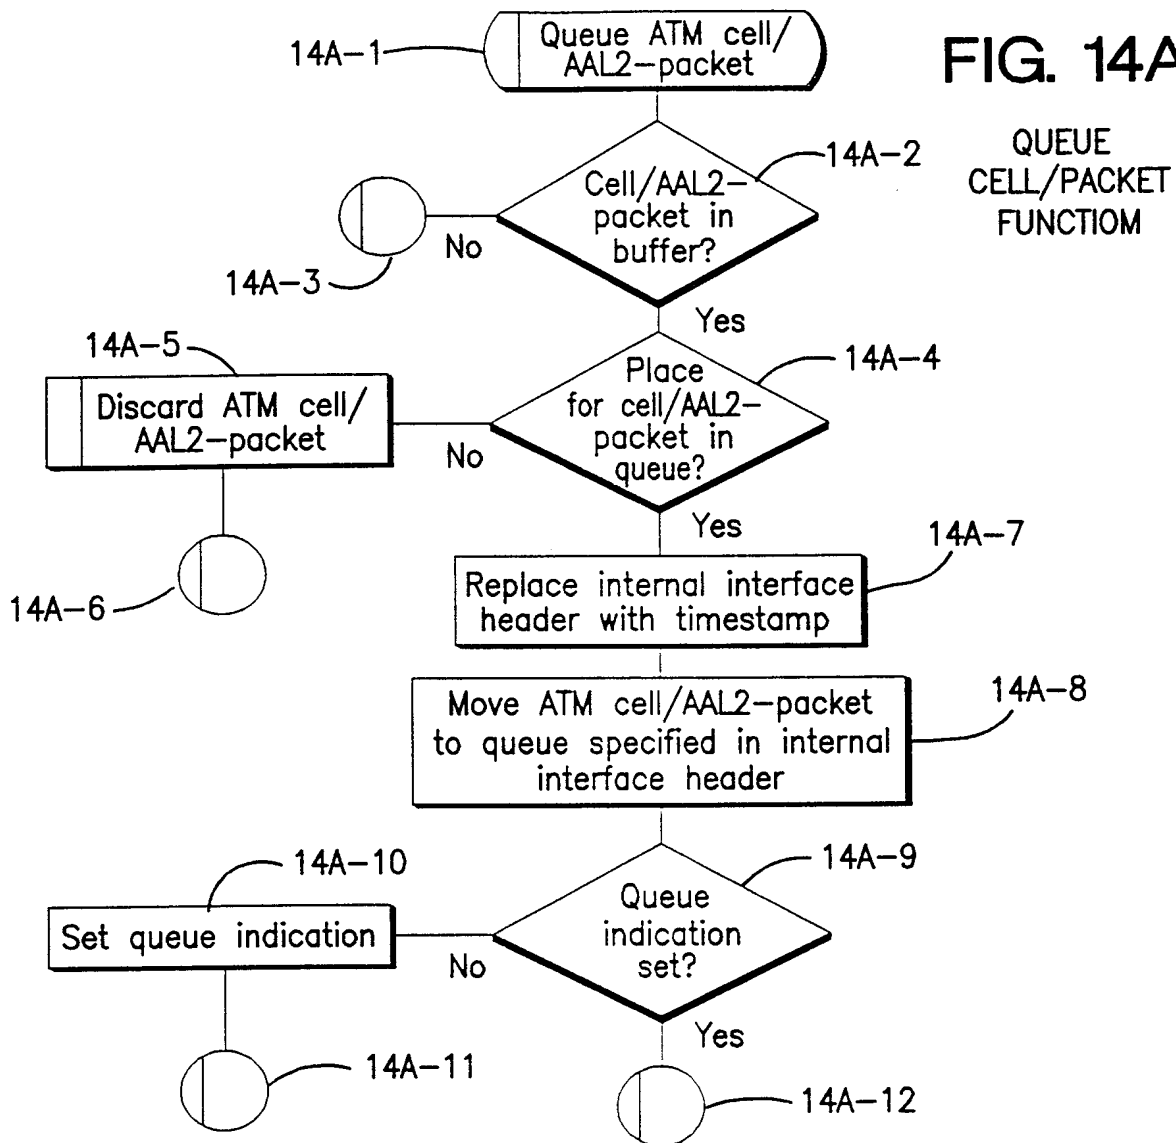 14A-1
Queue ATM cell/
AAL2-packet
FIG. 14A
QUEUE
CELL/PACKET
FUNCTIOM
14A-2
Cell/AAL2-
packet in
buffer?
No
14A-3
Yes
14A-4
Place
for cell/AAL2-
packet in
queue?
14A-5
Discard ATM cell/
AAL2-packet
No
14A-6
Yes
14A-7
Replace internal interface
header with timestamp
14A-8
Move ATM cell/AAL2-packet
to queue specified in internal
interface header
14A-9
Queue
indication
set?
14A-10
Set queue indication
No
14A-11
Yes
14A-12